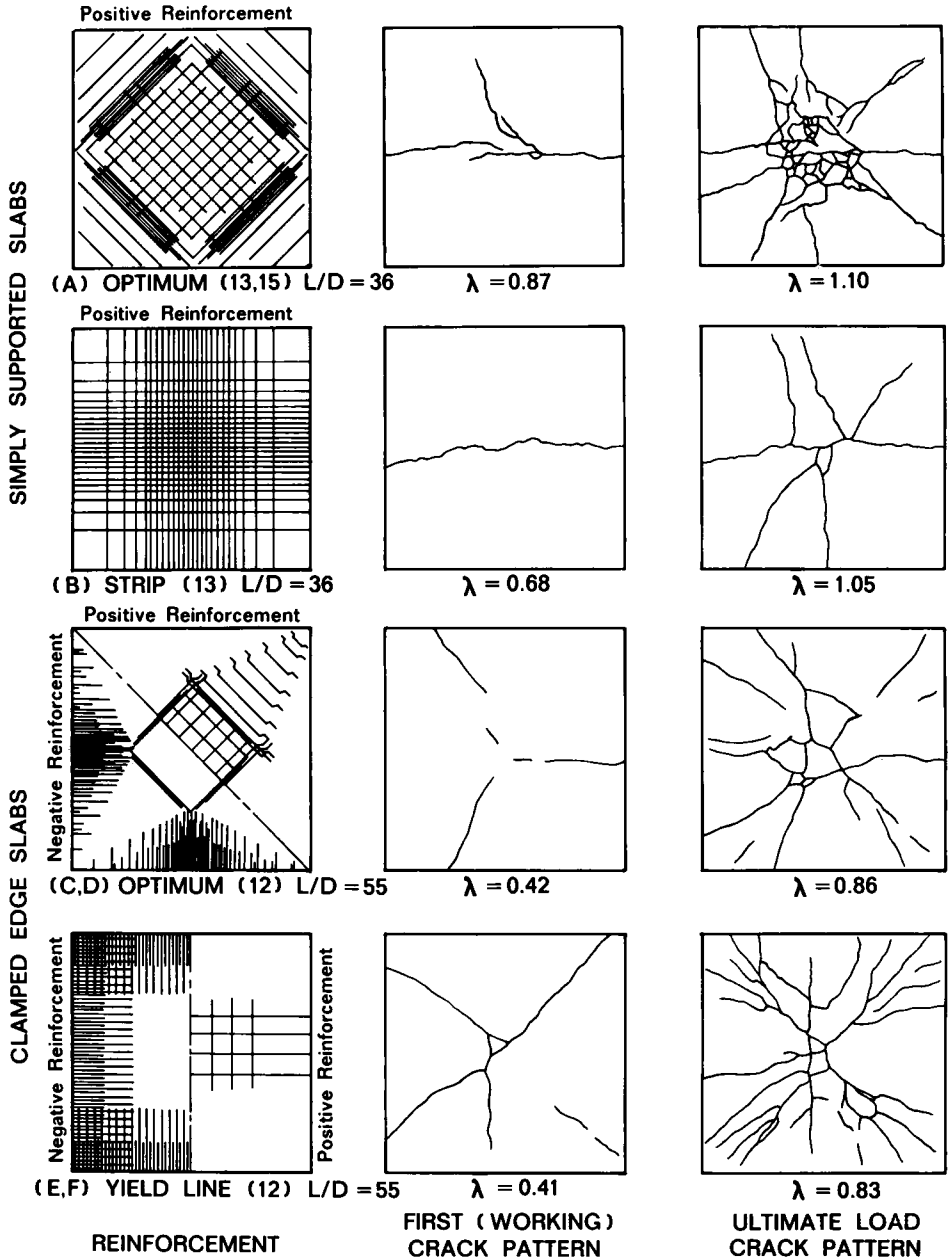 Positive Reinforcement
SIMPLY SUPPORTED SLABS
(A) OPTIMUM (13,15) L/D = 36
λ = 0.87
λ = 1.10
Positive Reinforcement
(B) STRIP (13) L/D = 36
λ = 0.68
λ = 1.05
CLAMPED EDGE SLABS
Positive Reinforcement
Negative Reinforcement
(C,D) OPTIMUM (12) L/D = 55
λ = 0.42
λ = 0.86
Negative Reinforcement
Positive Reinforcement
(E,F) YIELD LINE (12) L/D = 55
λ = 0.41
λ = 0.83
REINFORCEMENT
FIRST (WORKING)
CRACK PATTERN
ULTIMATE LOAD
CRACK PATTERN